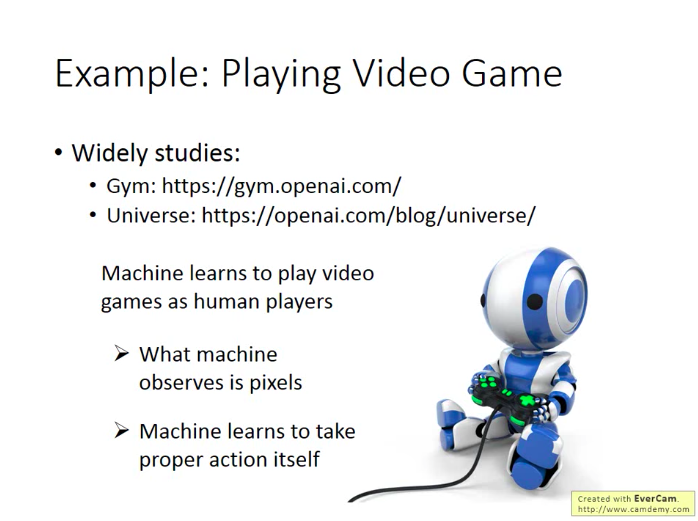 Example: Playing Video Game
• Widely studies:
• Gym: https://gym.openai.com/
• Universe: https://openai.com/blog/universe/
Machine learns to play video
games as human players
➢ What machine
observes is pixels
➢ Machine learns to take
proper action itself
Created with EverCam.
http://www.camdemy.com